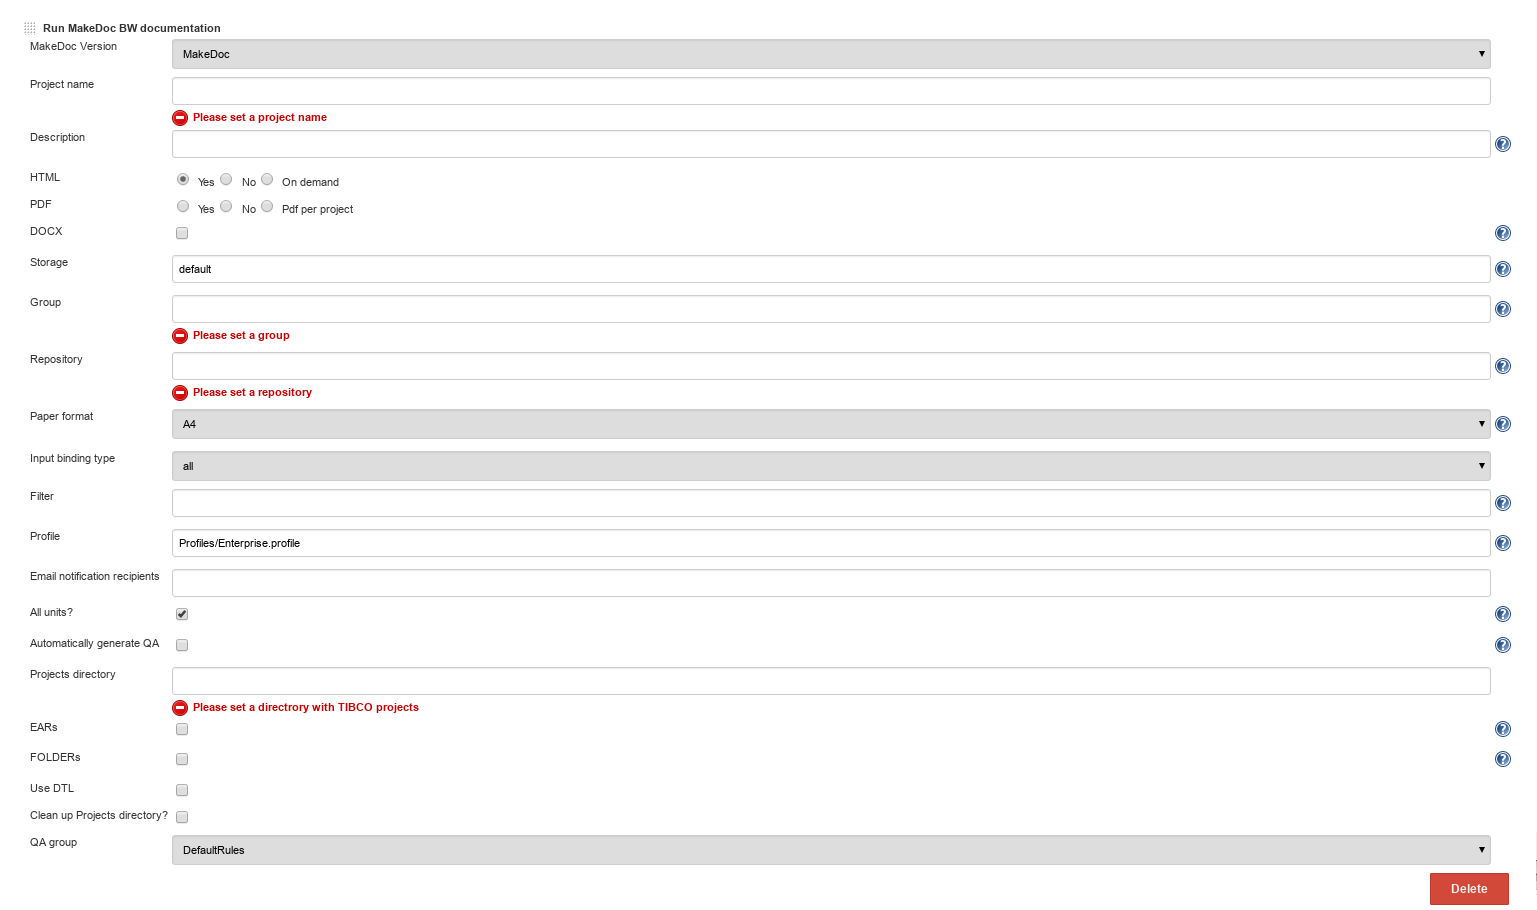 Run MakeDoc BW documentation
MakeDoc Version
MakeDoc
Project name
Please set a project name
Description
HTML
Yes No On demand
PDF
Yes No Pdf per project
DOCX
Storage
default
Group
Please set a group
Repository
Please set a repository
Paper format
A4
Input binding type
all
Filter
Profile
Profiles/Enterprise.profile
Email notification recipients
All units?
Automatically generate QA
Projects directory
Please set a directrory with TIBCO projects
EARs
FOLDERs
Use DTL
Clean up Projects directory?
QA group
DefaultRules
Delete